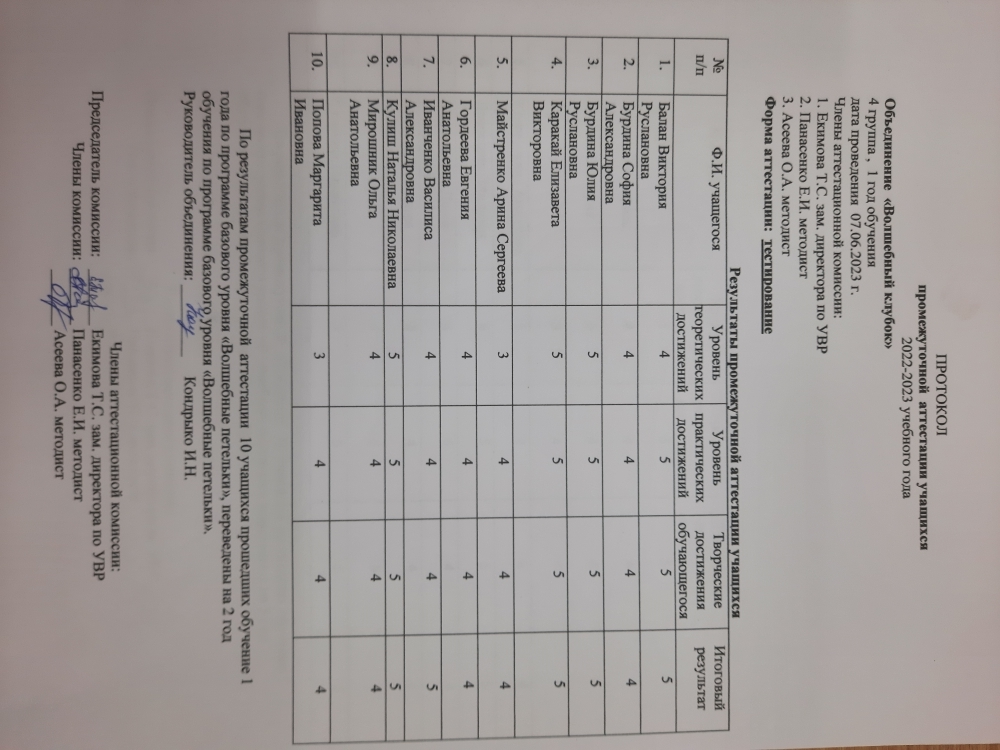 ПРОТОКОЛ
промежуточной аттестации учащихся
2022-2023 учебного года
Объединение «Волшебный клубок»
4 группа , 1 год обучения
дата проведения 07.06.2023 г.
Члены аттестационной комиссии:
1. Екимова Т.С. зам. директора по УВР
2. Панасенко Е.И. методист
3. Асеева О.А. методист
Форма аттестации: тестирование
Результаты промежуточной аттестации учащихся
№ п/п Ф.И. учащегося Уровень теоретических достижений Уровень практических достижений Творческие достижения обучающегося Итоговый результат
1. Балан Виктория Руслановна 4 5 5 5
2. Бурдина София Александровна 4 4 4 4
3. Бурдина Юлия Руслановна 5 5 5 5
4. Каракай Елизавета Викторовна 5 5 5 5
5. Майстренко Арина Сергеева 3 4 4 4
6. Гордеева Евгения Анатольевна 4 4 4 4
7. Иванченко Василиса Александровна 4 4 4 5
8. Кулиш Наталья Николаевна 5 5 5 5
9. Мирошник Ольга Анатольевна 4 4 4 4
10. Попова Маргарита Ивановна 3 4 4 4
По результатам промежуточной аттестации 10 учащихся прошедших обучение 1
года по программе базового уровня «Волшебные петельки», переведены на 2 год
обучения по программе базового уровня «Волшебные петельки».
Руководитель объединения: Кондрыко И.Н.
Члены аттестационной комиссии:
Председатель комиссии: Екимова Т.С. зам. директора по УВР
Члены комиссии: Панасенко Е.И. методист
Асеева О.А. методист